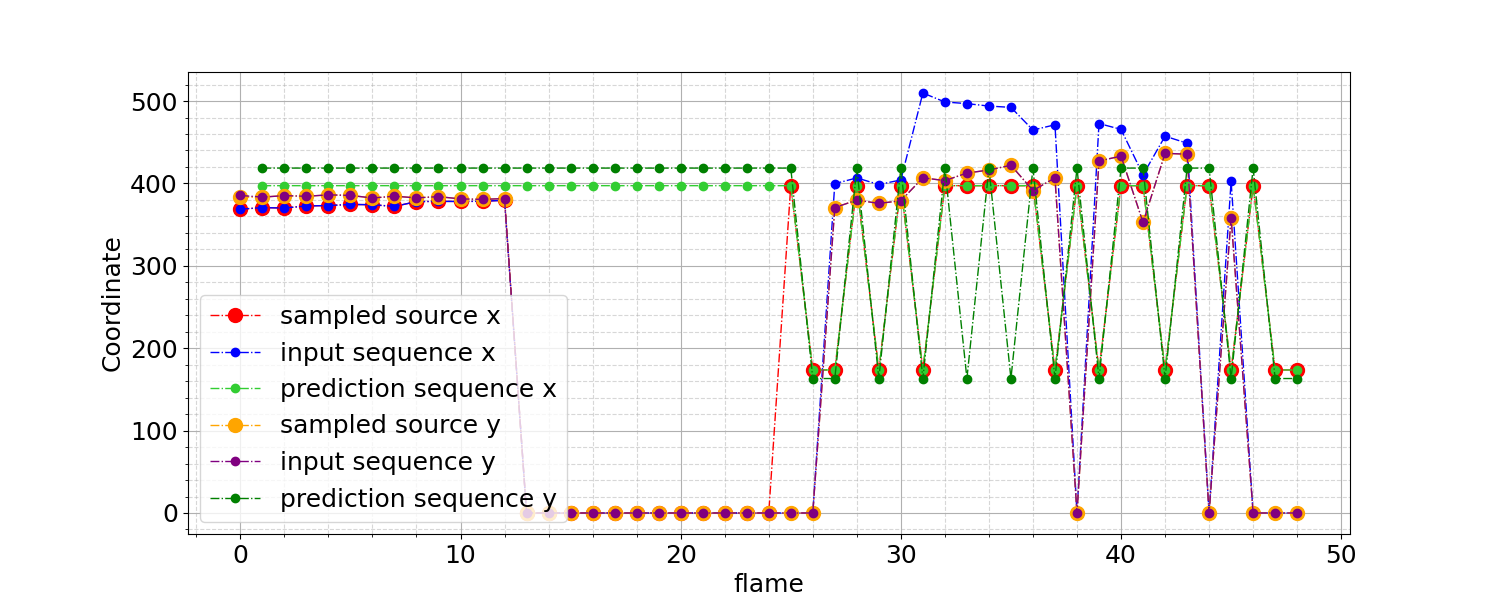 500
400
300
200
100
0
Coordinate
sampled source x
input sequence x
prediction sequence x
sampled source y
input sequence y
prediction sequence y
0 10 20 30 40 50
flame